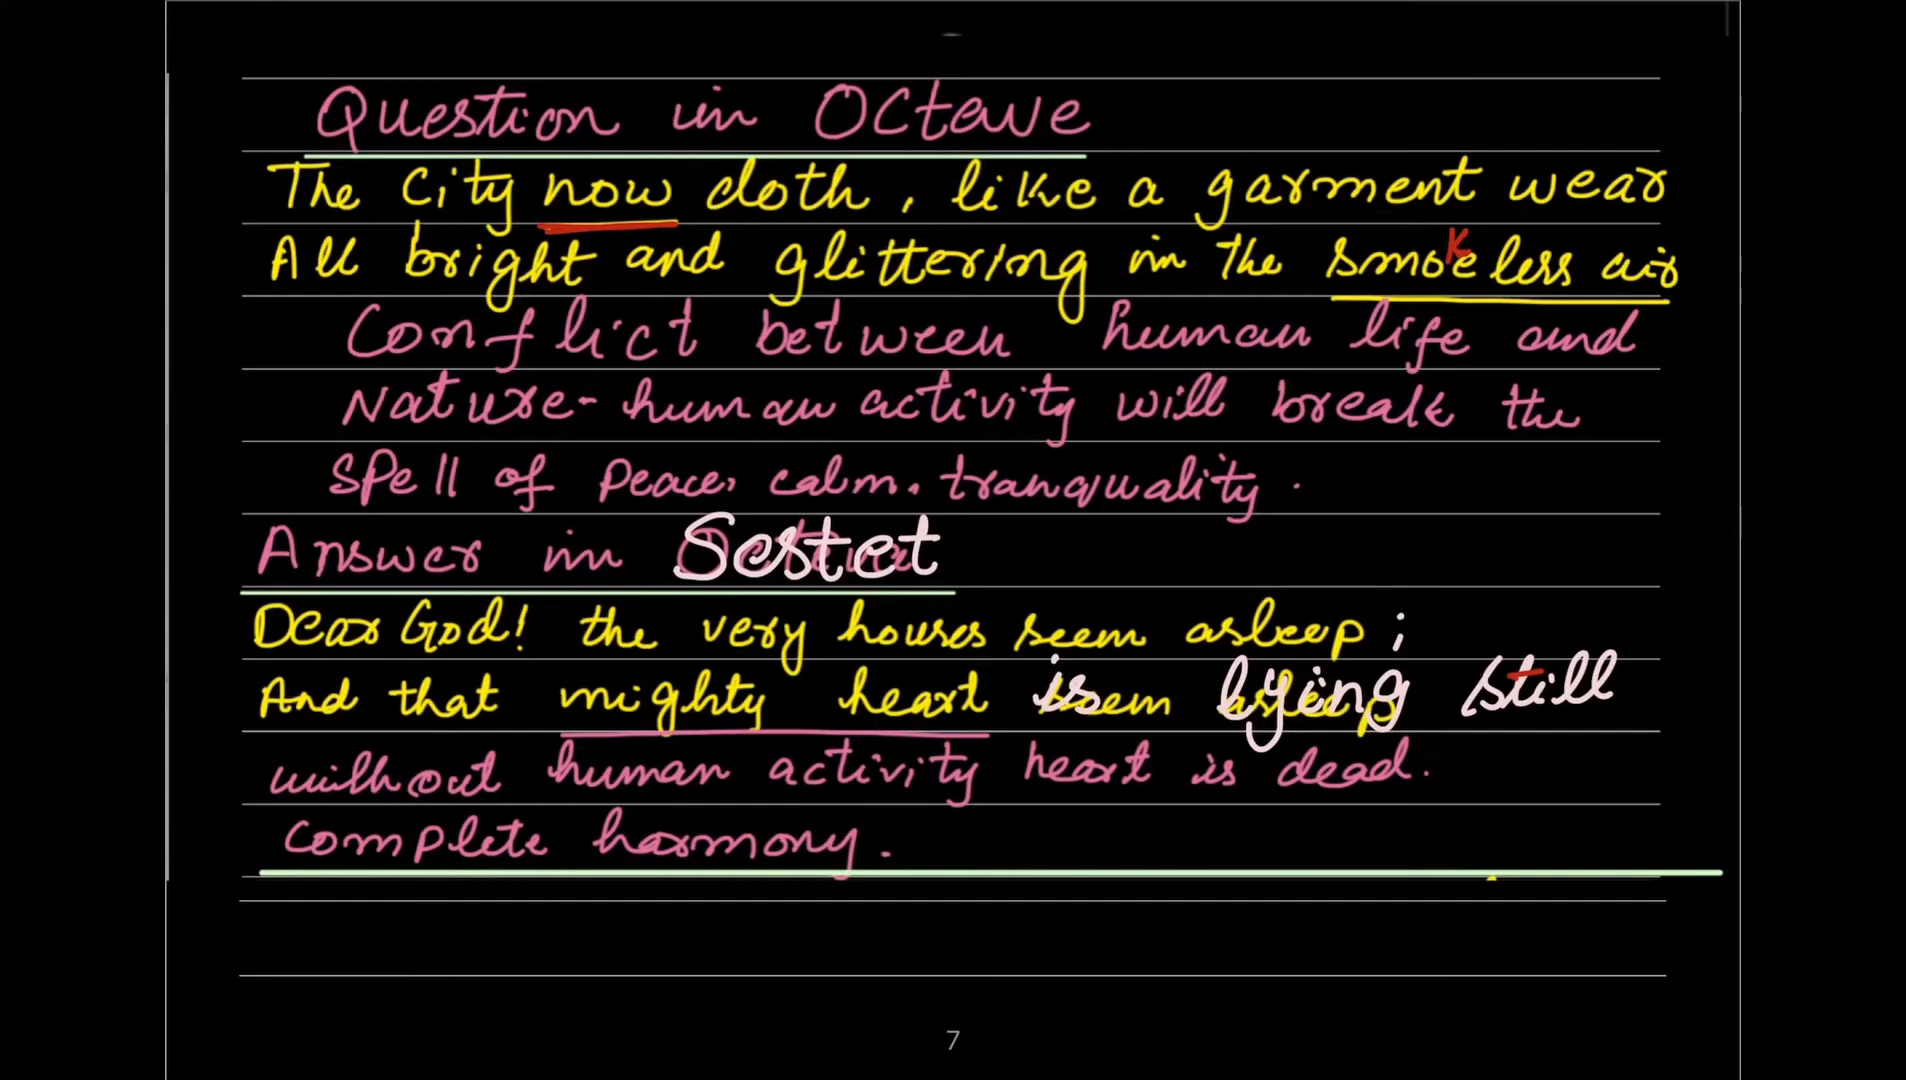 Question in Octave
The City now doth, like a garment wear
All bright and glittering in the smokeless air
Conflict between human life and
Nature- human activity will break the
spell of peace, calm, tranquality.
Answer in Sestet
Dear God! the very houses seem asleep;
And that mighty heart is lying still
without human activity heart is dead.
complete harmony.
7